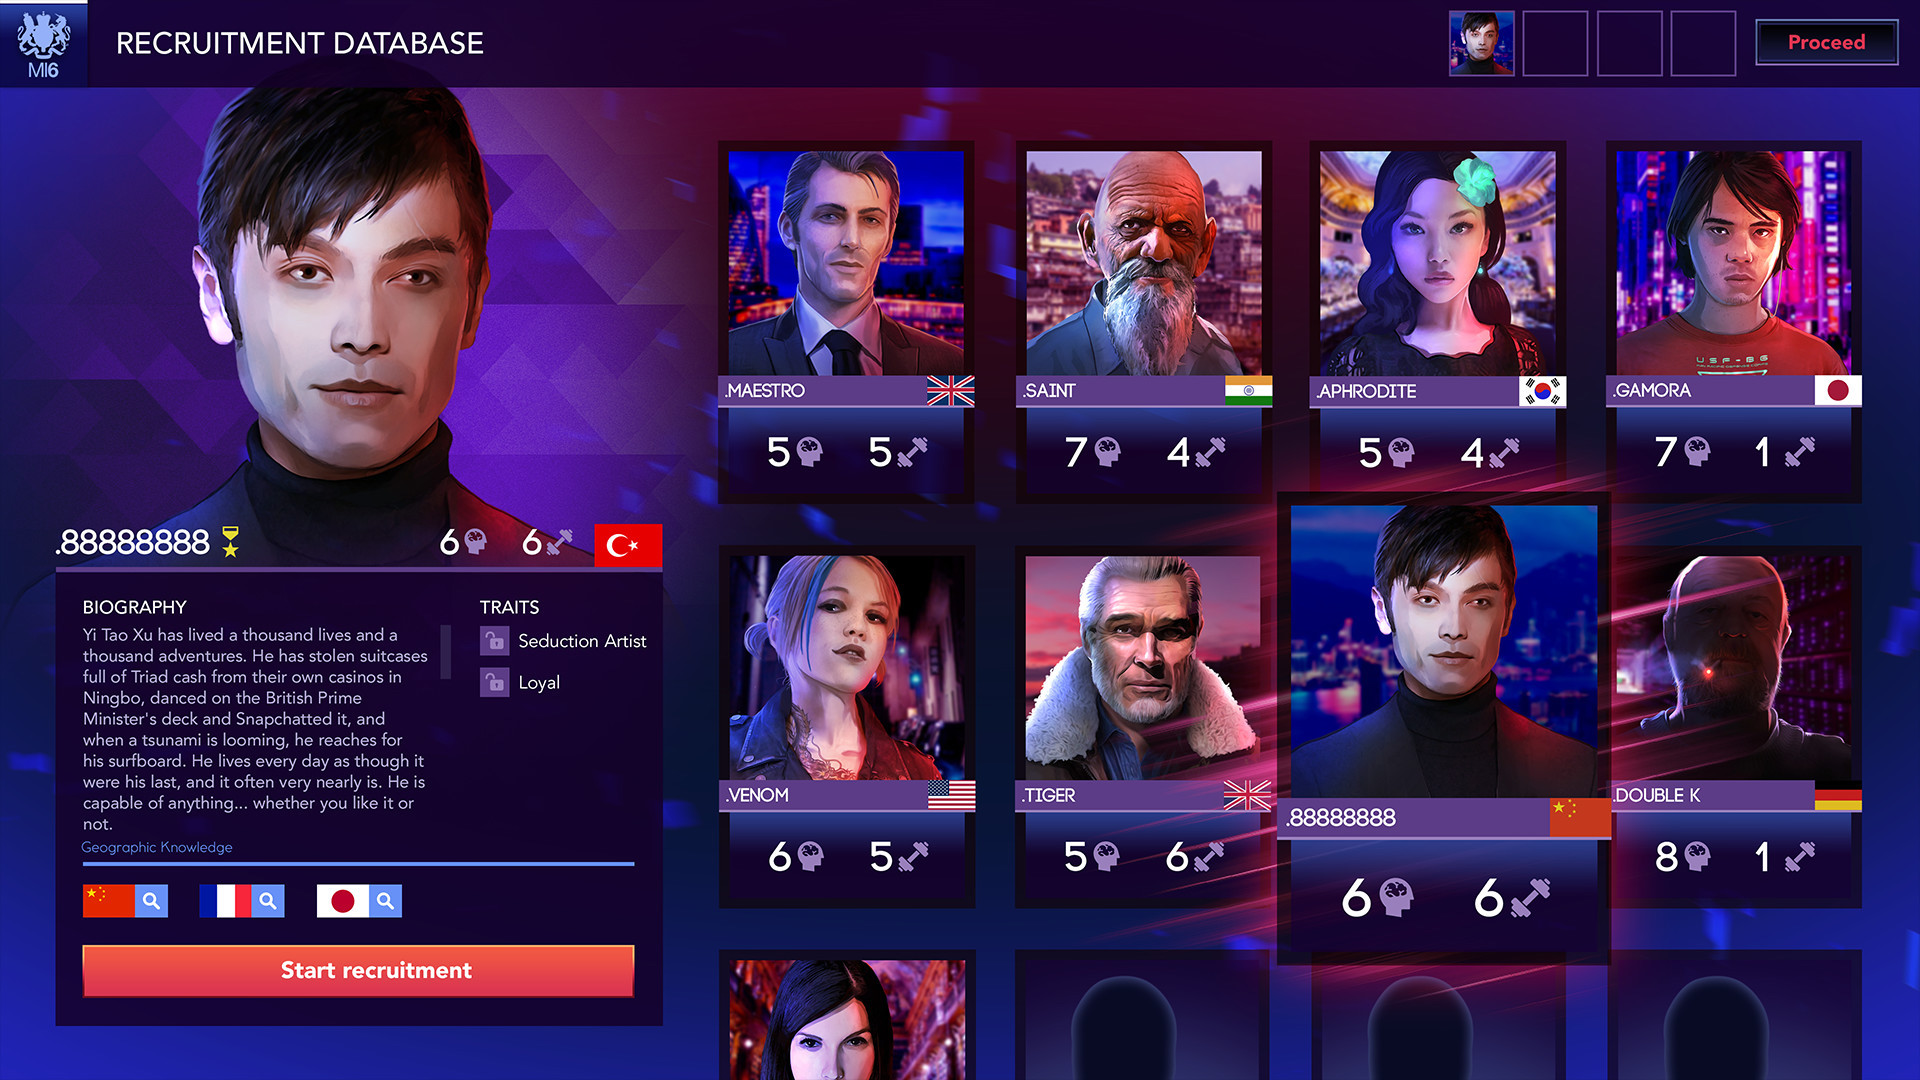 MI6
RECRUITMENT DATABASE
Proceed
.MAESTRO
5 5
.SAINT
7 4
.APHRODITE
5 4
USF-BG
.GAMORA
7 1
.88888888
6 6
BIOGRAPHY
Yi Tao Xu has lived a thousand lives and a
thousand adventures. He has stolen suitcases
full of Triad cash from their own casinos in
Ningbo, danced on the British Prime
Minister's deck and Snapchatted it, and
when a tsunami is looming, he reaches for
his surfboard. He lives every day as though it
were his last, and it often very nearly is. He is
capable of anything... whether you like it or
not.
TRAITS
Seduction Artist
Loyal
Geographic Knowledge
Start recruitment
.VENOM
6 5
.TIGER
5 6
.88888888
6 6
.DOUBLE K
8 1